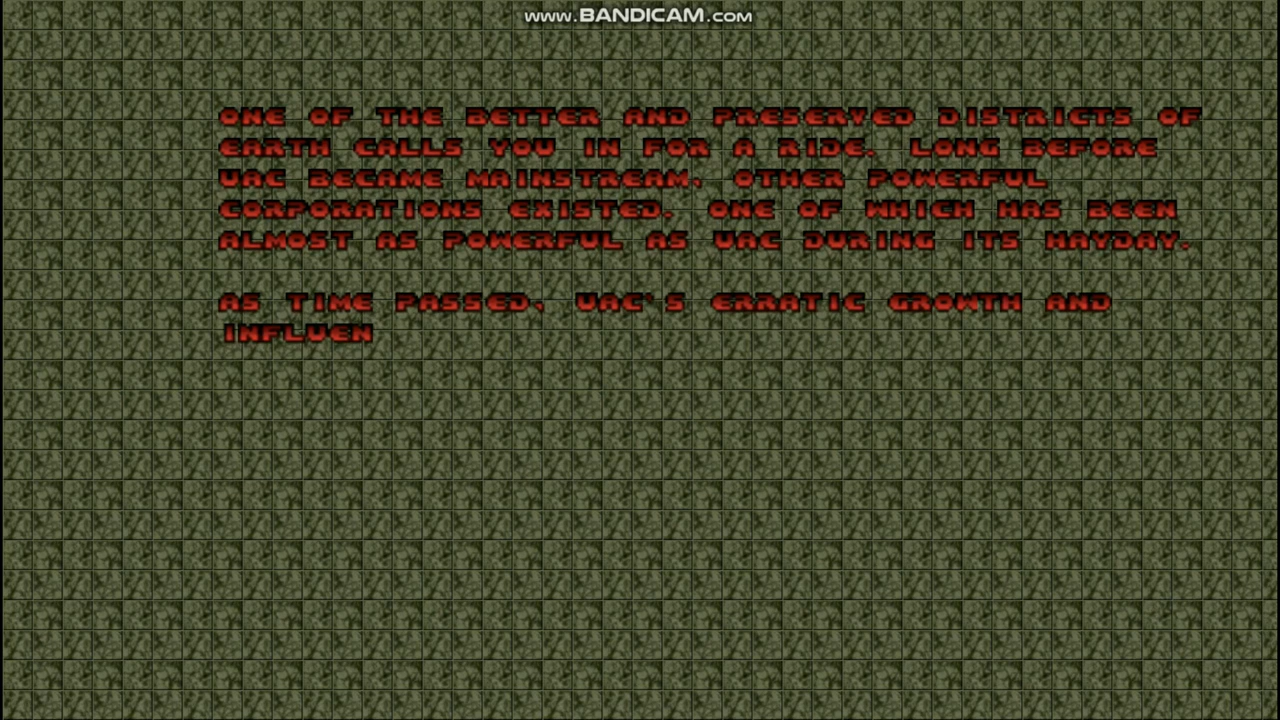 www.BANDICAM.com
ONE OF THE BETTER AND PRESERVED DISTRICTS OF
EARTH CALLS YOU IN FOR A RIDE. LONG BEFORE
UAC BECAME MAINSTREAM, OTHER POWERFUL
CORPORATIONS EXISTED, ONE OF WHICH HAS BEEN
ALMOST AS POWERFUL AS UAC DURING ITS HAYDAY.
AS TIME PASSED, UAC'S ERRATIC GROWTH AND
INFLUEN